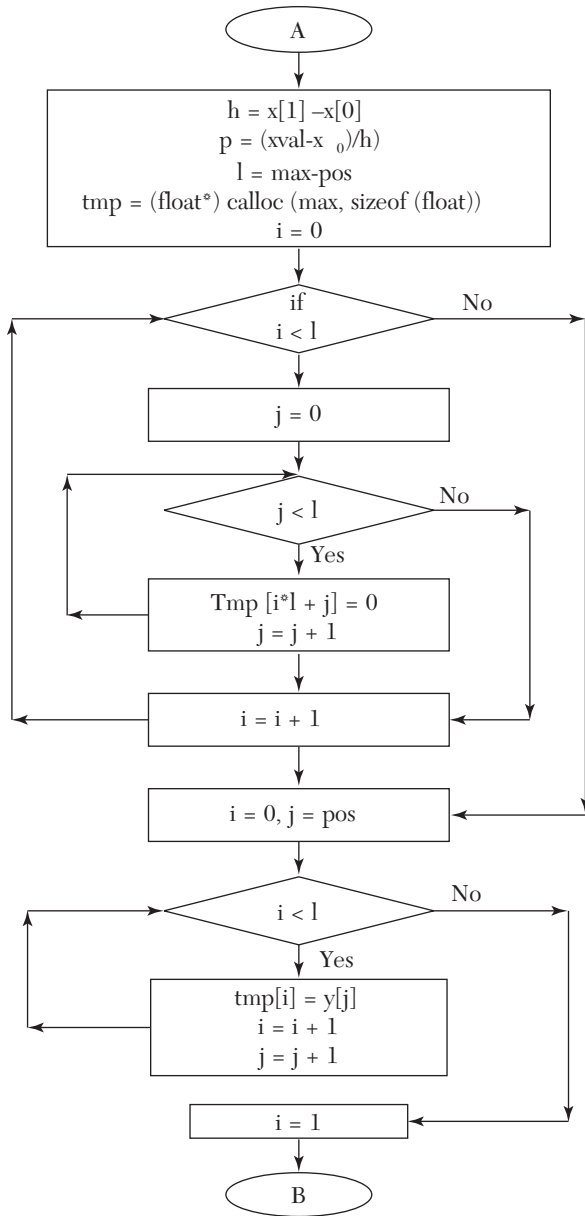 A
h = x[1] –x[0]
p = (xval-x 0)/h)
l = max-pos
tmp = (float*) calloc (max, sizeof (float))
i = 0
if
i < l
No
j = 0
j < l
No
Yes
Tmp [i*l + j] = 0
j = j + 1
i = i + 1
i = 0, j = pos
i < l
No
Yes
tmp[i] = y[j]
i = i + 1
j = j + 1
i = 1
B